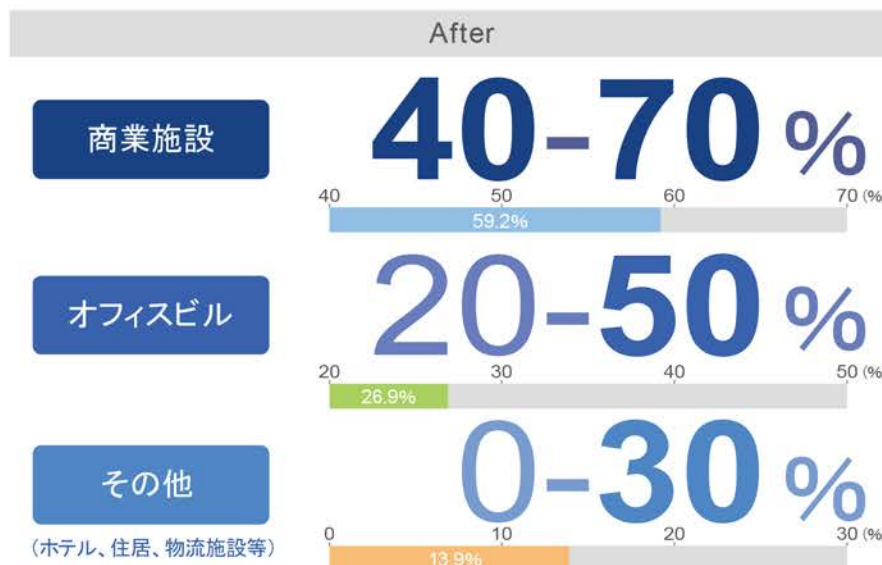 After
商業施設
40-70 %
40 50 60 70 (%
59.2%
オフィスビル
20-50 %
20 30 40 50 (%
26.9%
その他
(ホテル、住居、物流施設等)
0-30 %
0 10 20 30 (%
13.9%